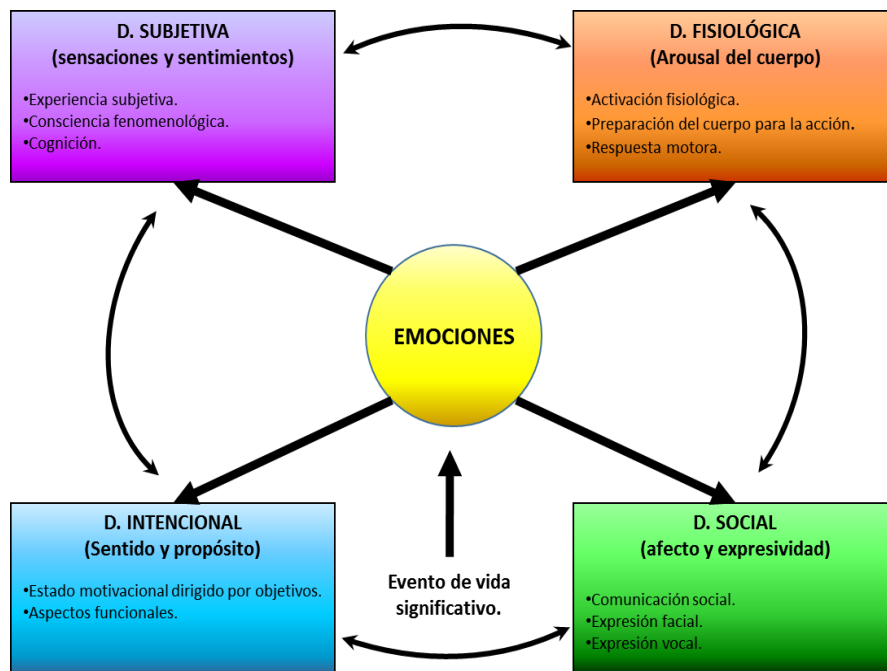 D. SUBJETIVA
(sensaciones y sentimientos)
•Experiencia subjetiva.
•Consciencia fenomenológica.
•Cognición.
D. FISIOLÓGICA
(Arousal del cuerpo)
•Activación fisiológica.
•Preparación del cuerpo para la acción.
•Respuesta motora.
EMOCIONES
D. INTENCIONAL
(Sentido y propósito)
•Estado motivacional dirigido por objetivos.
•Aspectos funcionales.
Evento de vida
significativo.
D. SOCIAL
(afecto y expresividad)
•Comunicación social.
•Expresión facial.
•Expresión vocal.